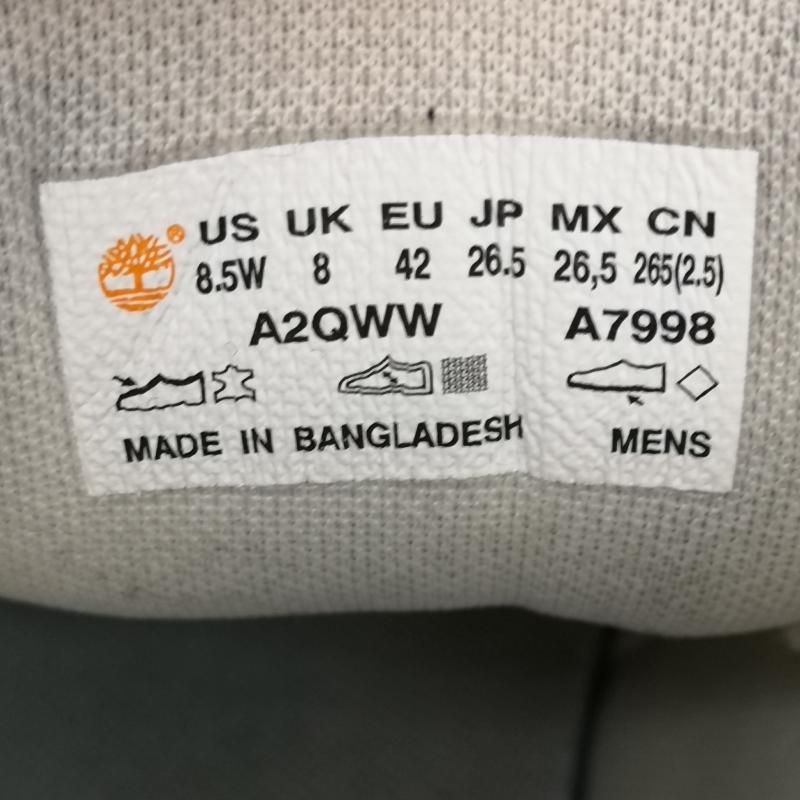 ® US UK EU JP MX CN
8.5W 8 42 26.5 26,5 265(2.5)
A2QWW A7998
MADE IN BANGLADESH MENS